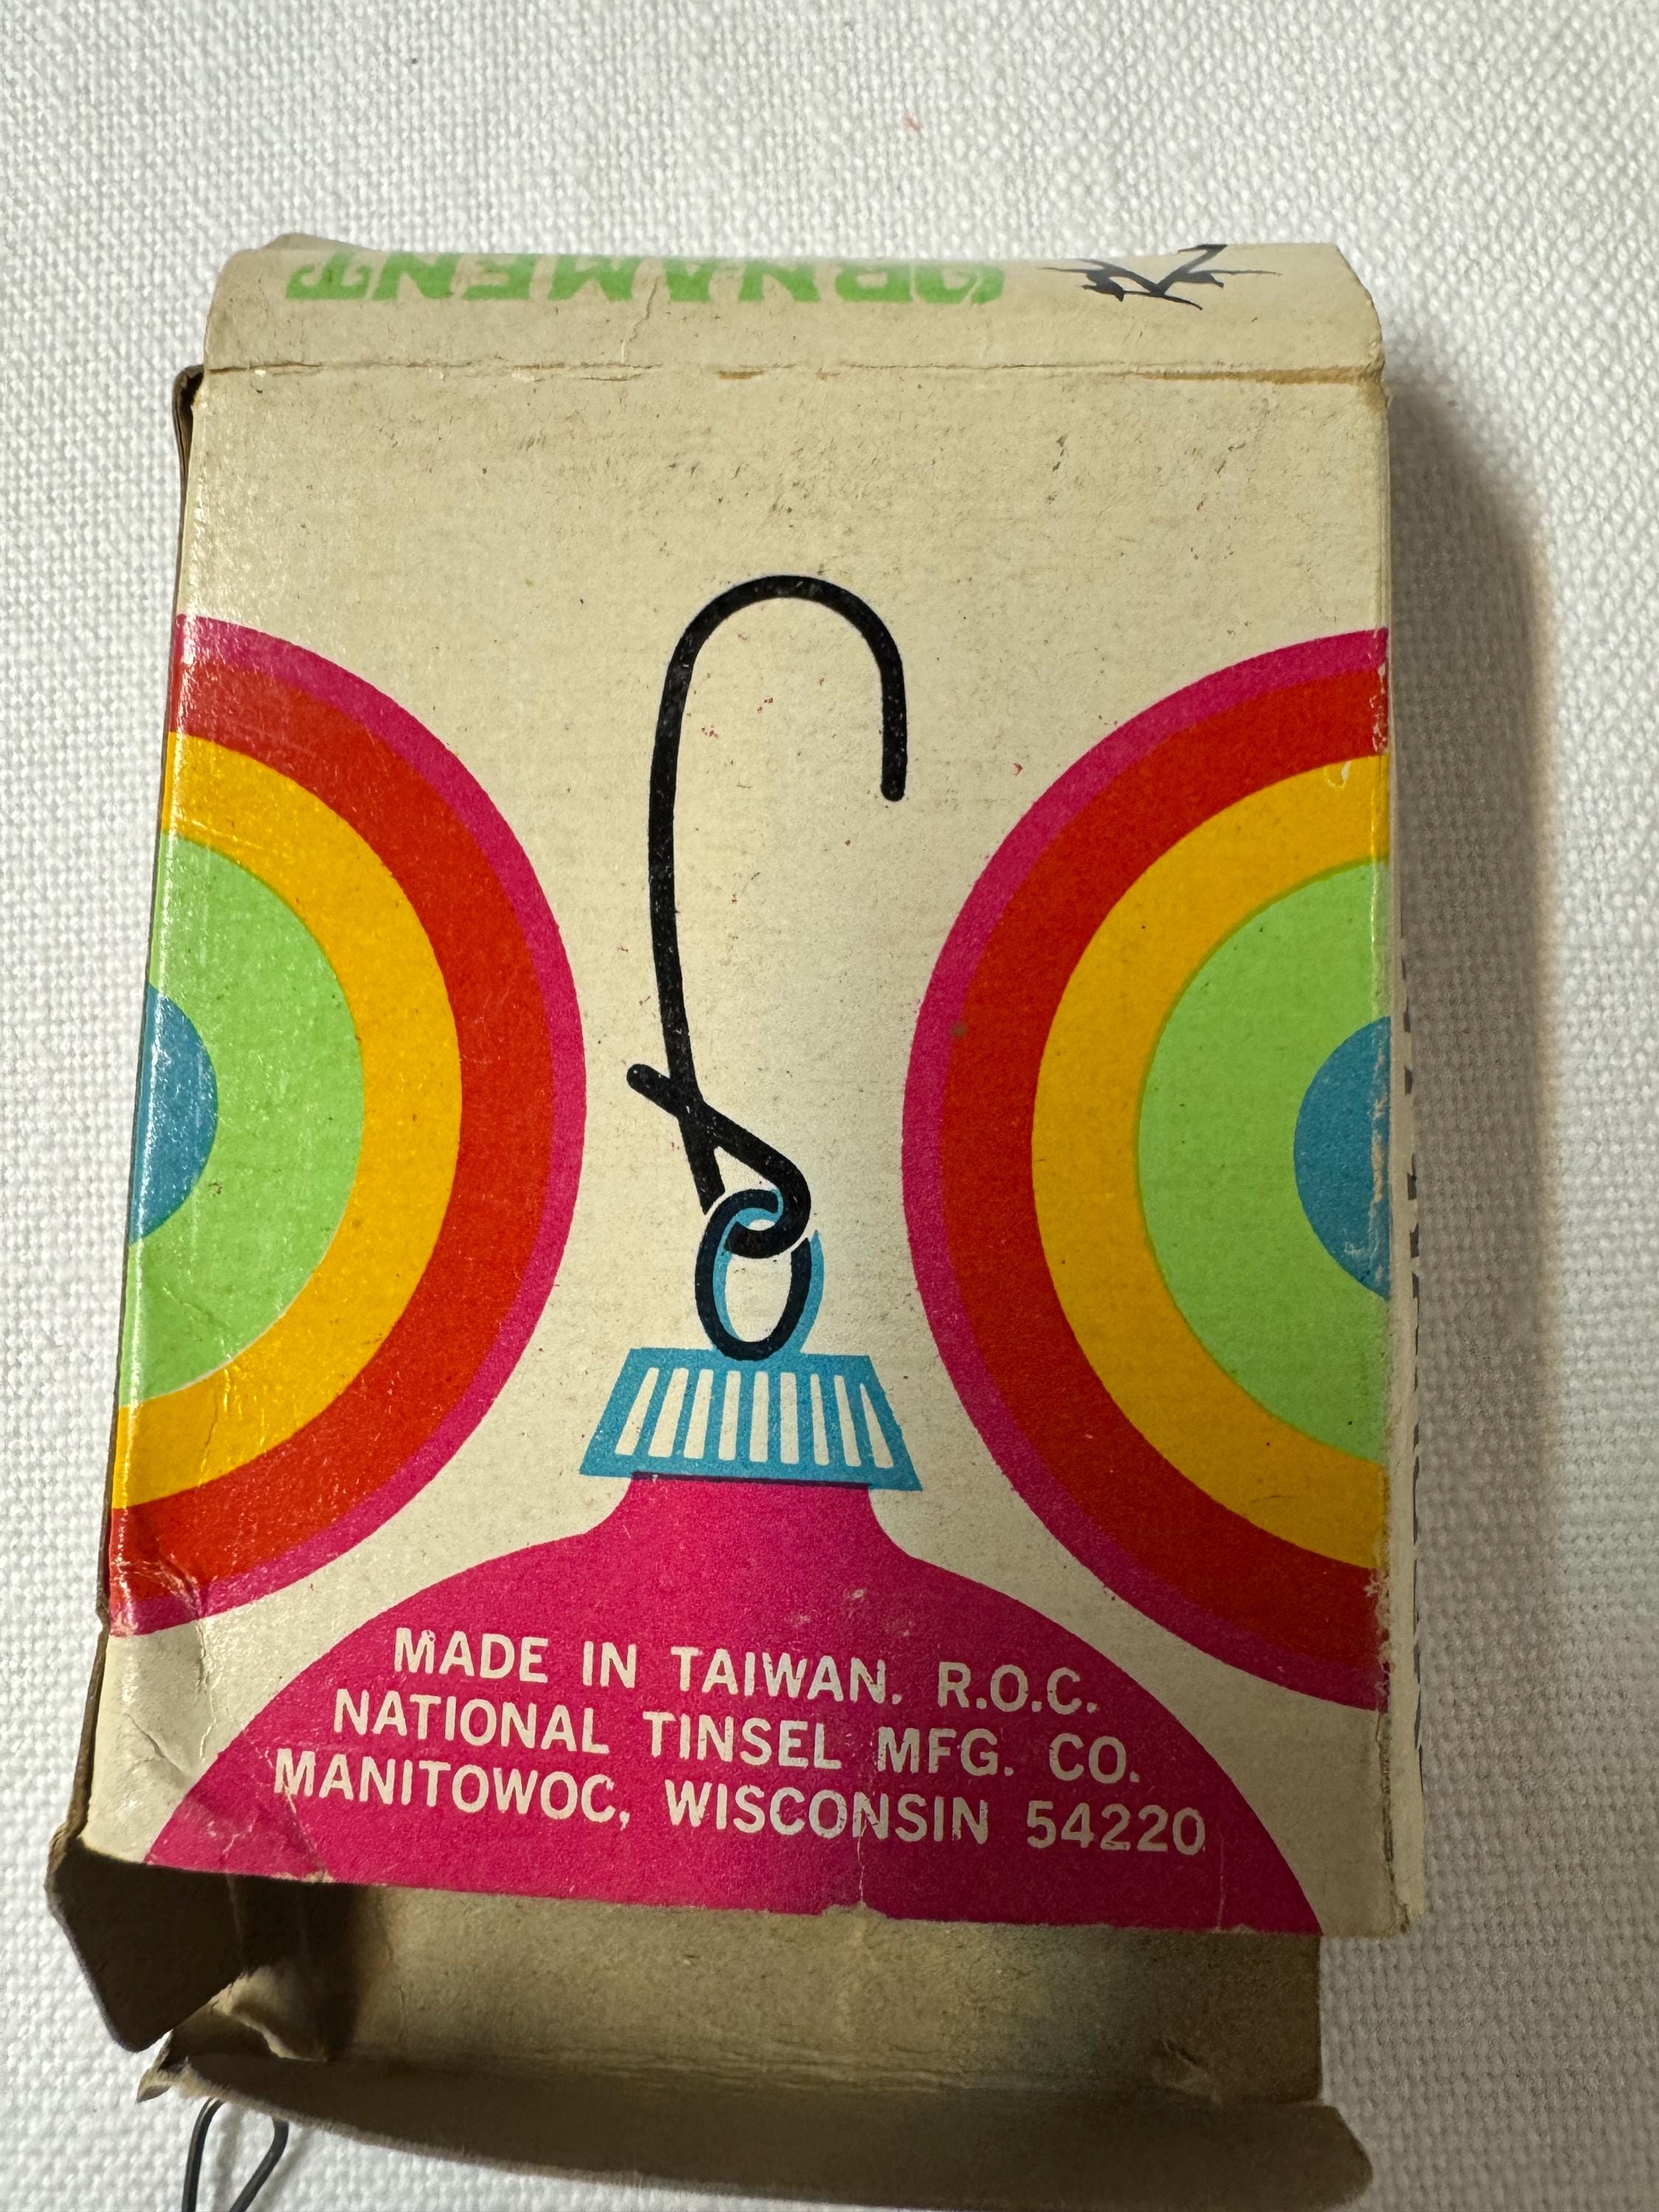 ORNAMENT
MADE IN TAIWAN. R.O.C.
NATIONAL TINSEL MFG. CO.
MANITOWOC, WISCONSIN 54220